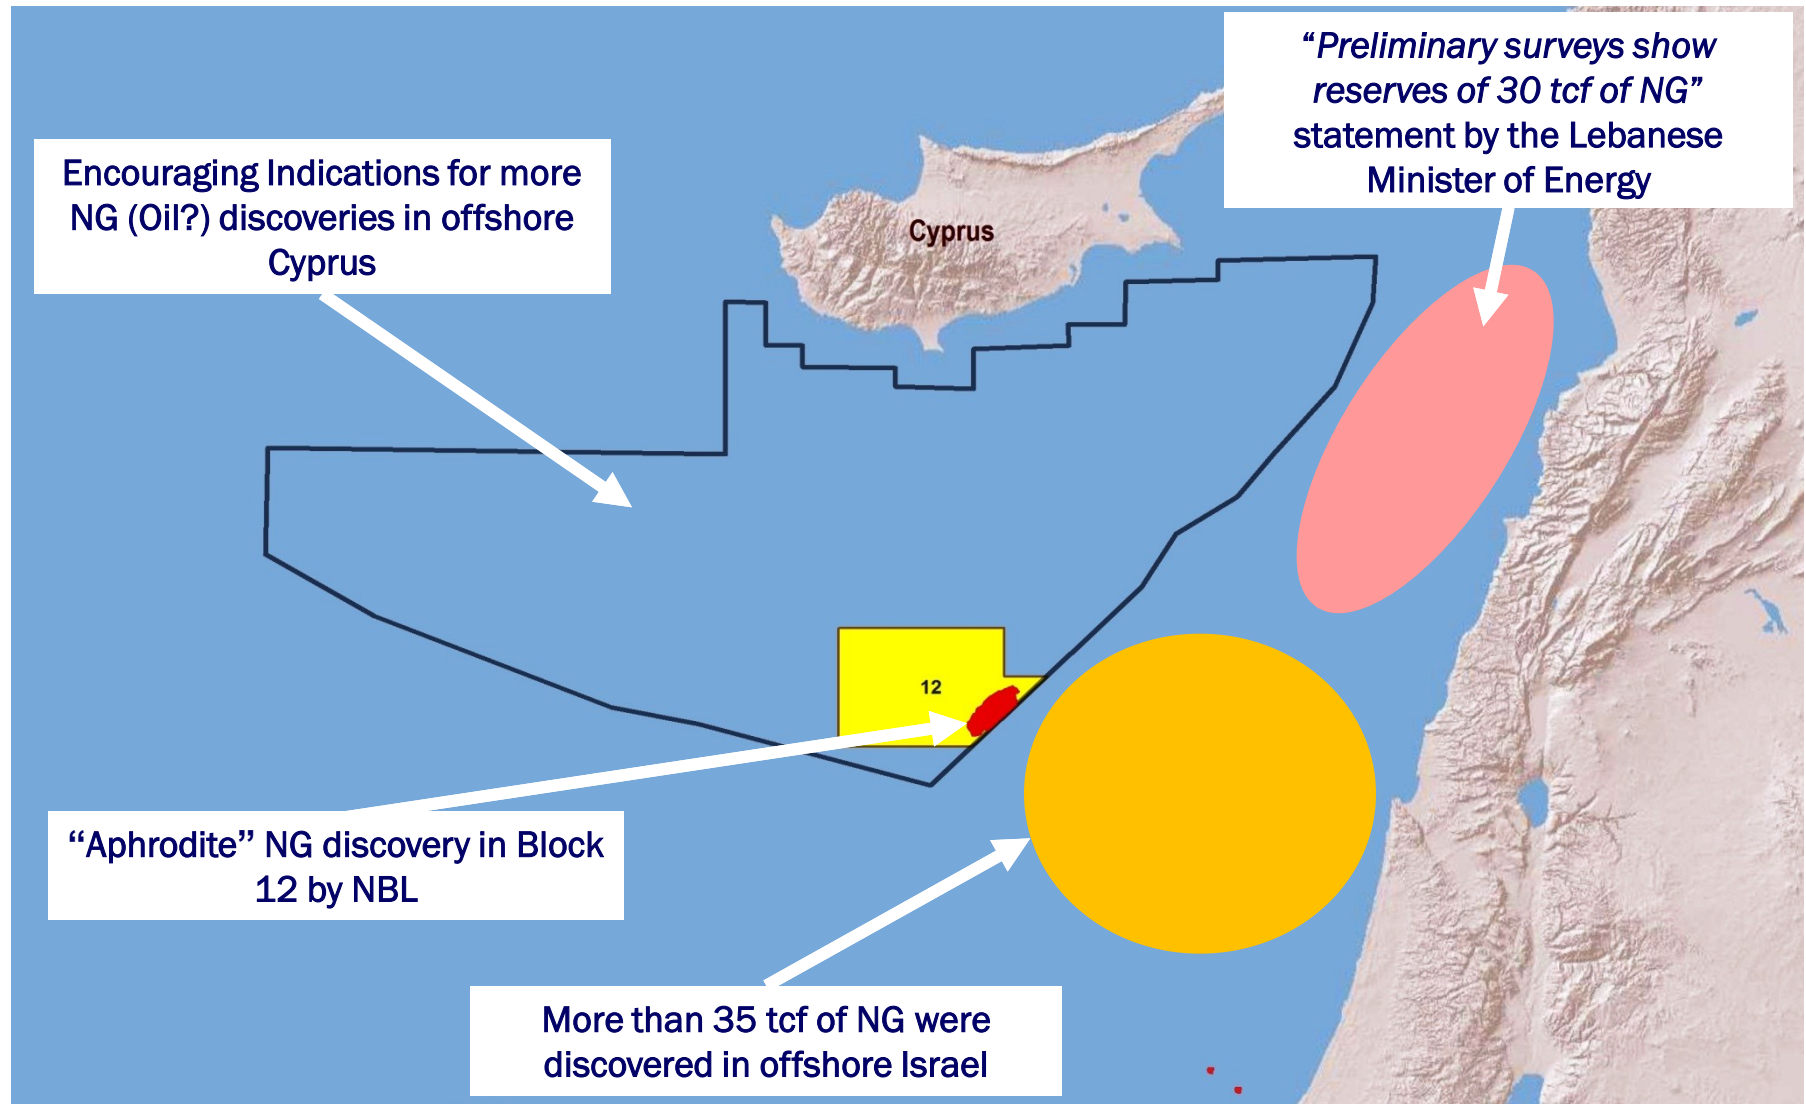 “Preliminary surveys show
reserves of 30 tcf of NG”
statement by the Lebanese
Minister of Energy
Encouraging Indications for more
NG (Oil?) discoveries in offshore
Cyprus
Cyprus
12
“Aphrodite” NG discovery in Block
12 by NBL
More than 35 tcf of NG were
discovered in offshore Israel